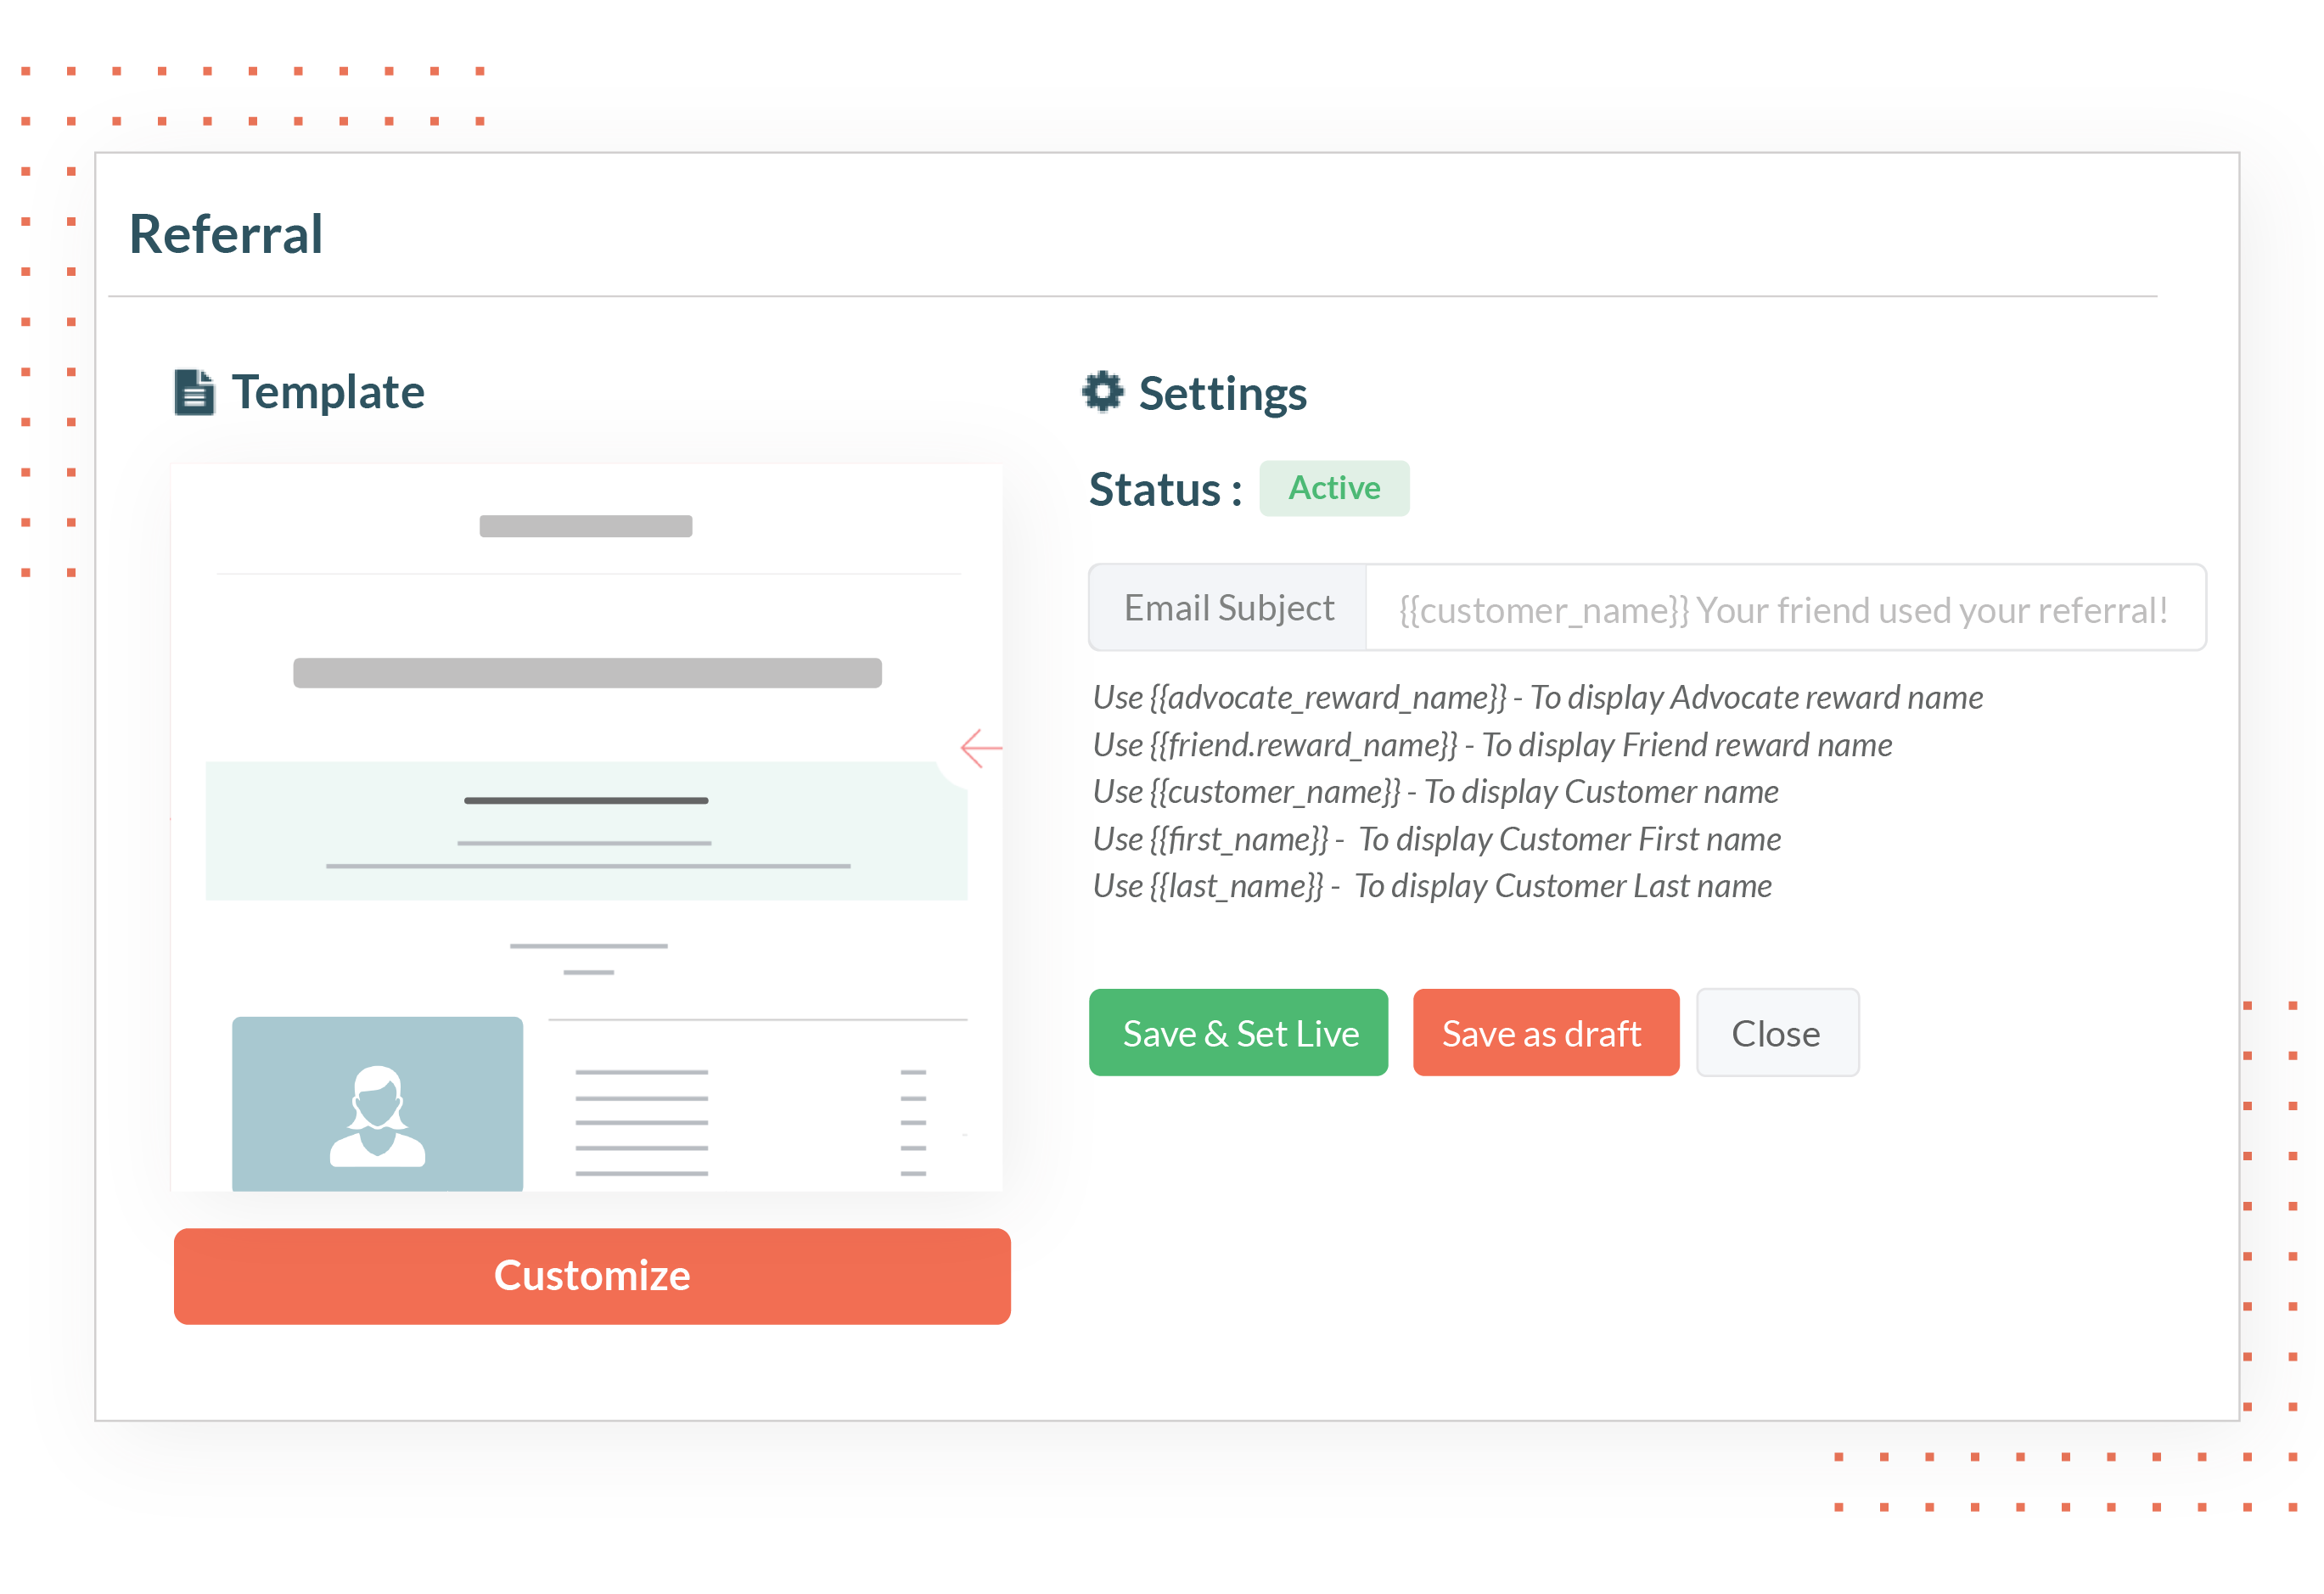 Referral
Template
Customize
Settings
Status : Active
Email Subject {{customer_name}} Your friend used your referral!
Use {{advocate_reward_name}} - To display Advocate reward name
Use {{friend.reward_name}} - To display Friend reward name
Use {{customer_name}} - To display Customer name
Use {{first_name}} -  To display Customer First name
Use {{last_name}} -  To display Customer Last name
Save & Set Live Save as draft Close